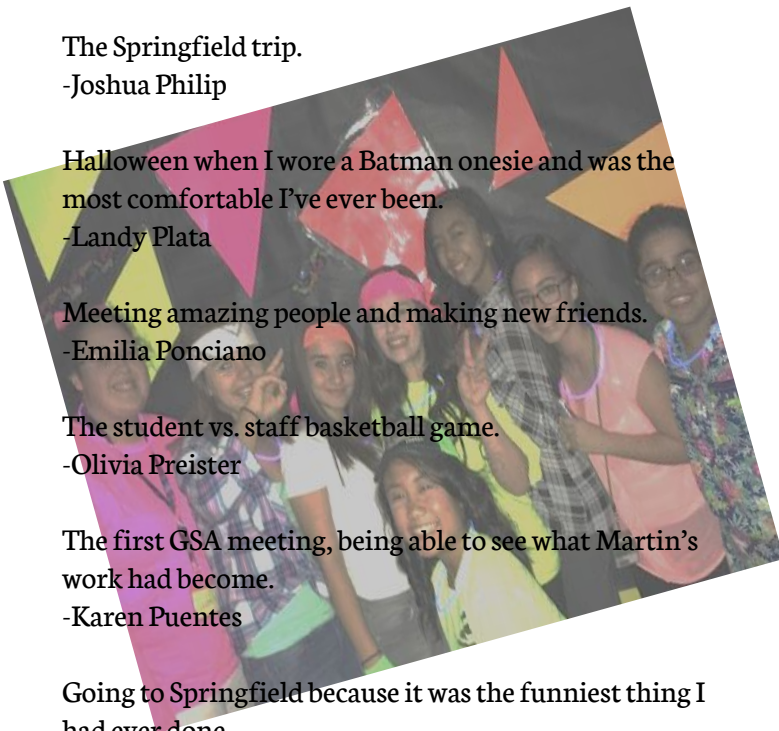 The Springfield trip.
-Joshua Philip
Halloween when I wore a Batman onesie and was the
most comfortable I’ve ever been.
-Landy Plata
Meeting amazing people and making new friends.
-Emilia Ponciano
The student vs. staff basketball game.
-Olivia Preister
The first GSA meeting, being able to see what Martin’s
work had become.
-Karen Puentes
Going to Springfield because it was the funniest thing I
had ever done